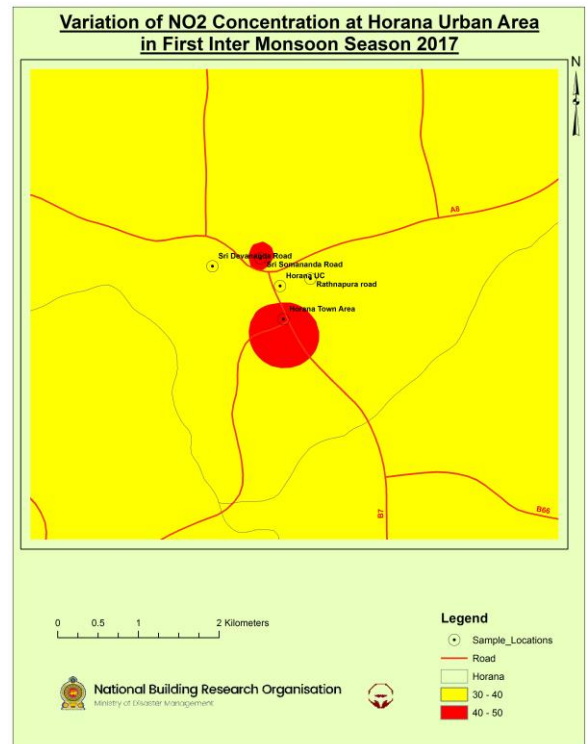 Variation of NO2 Concentration at Horana Urban Area
in First Inter Monsoon Season 2017
N
A8
Sri Devananda Road
Sri Somananda Road
Horana UC
Rathnapura road
Horana Town Area
B7
B66
0 0.5 1 2 Kilometers
Legend
Sample_Locations
Road
Horana
30 - 40
40 - 50
National Building Research Organisation
Ministry of Disaster Management